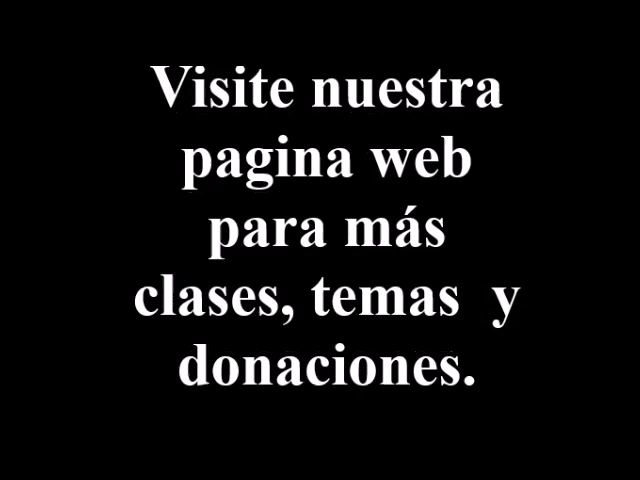 Visite nuestra
pagina web
para más
clases, temas  y
donaciones.